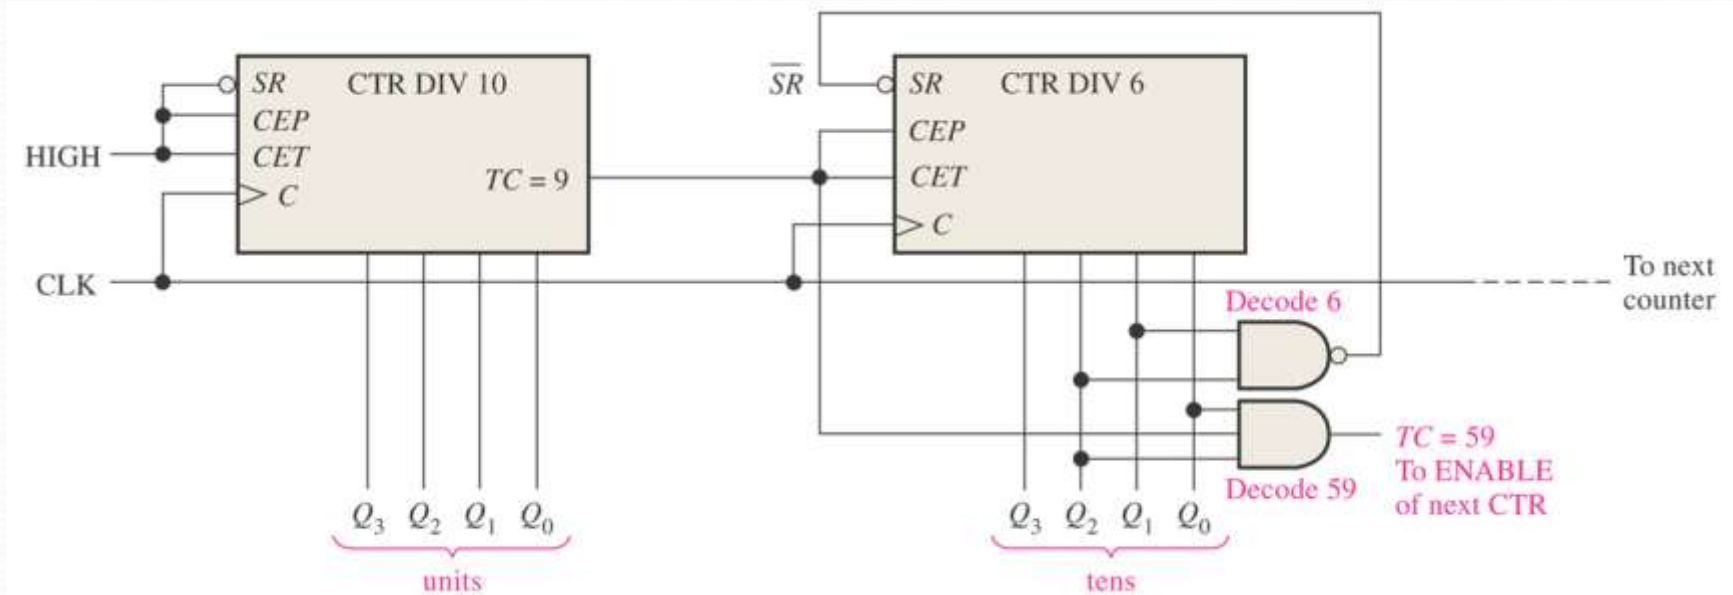 SR
CTR DIV 10
CEP
HIGH
CET
TC = 9
C
CLK
Q₃ Q₂ Q₁ Q₀
units
S̅R̅
SR
CTR DIV 6
CEP
CET
C
To next
counter
Decode 6
TC = 59
To ENABLE
of next CTR
Decode 59
Q₃ Q₂ Q₁ Q₀
tens